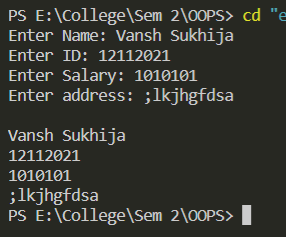 PS E:\College\Sem 2\OOPS> cd "e
Enter Name: Vansh Sukhija
Enter ID: 12112021
Enter Salary: 1010101
Enter address: ;lkjhgfdsa

Vansh Sukhija
12112021
1010101
;lkjhgfdsa
PS E:\College\Sem 2\OOPS>